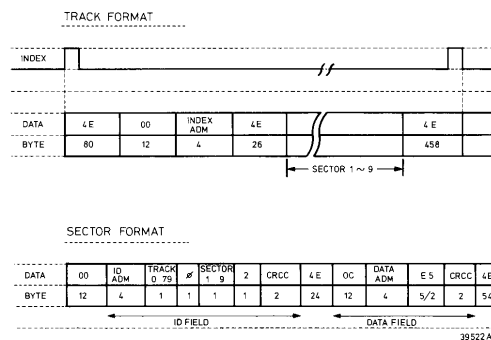 TRACK FORMAT
INDEX
DATA 4E 00 INDEX ADM 4E 4E
BYTE 80 12 4 26 458
SECTOR 1 ~ 9
SECTOR FORMAT
DATA 00 ID ADM TRACK 0 79 ø SECTOR 1 9 2 CRCC 4E 0C DATA ADM E5 CRCC 4E
BYTE 12 4 1 1 1 1 2 24 12 4 5/2 2 54
ID FIELD DATA FIELD
39522A